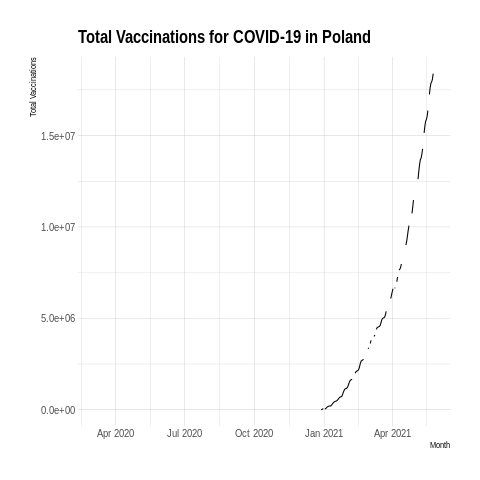 Total Vaccinations for COVID-19 in Poland
Total Vaccinations
1.5e+07
1.0e+07
5.0e+06
0.0e+00
Apr 2020 Jul 2020 Oct 2020 Jan 2021 Apr 2021
Month